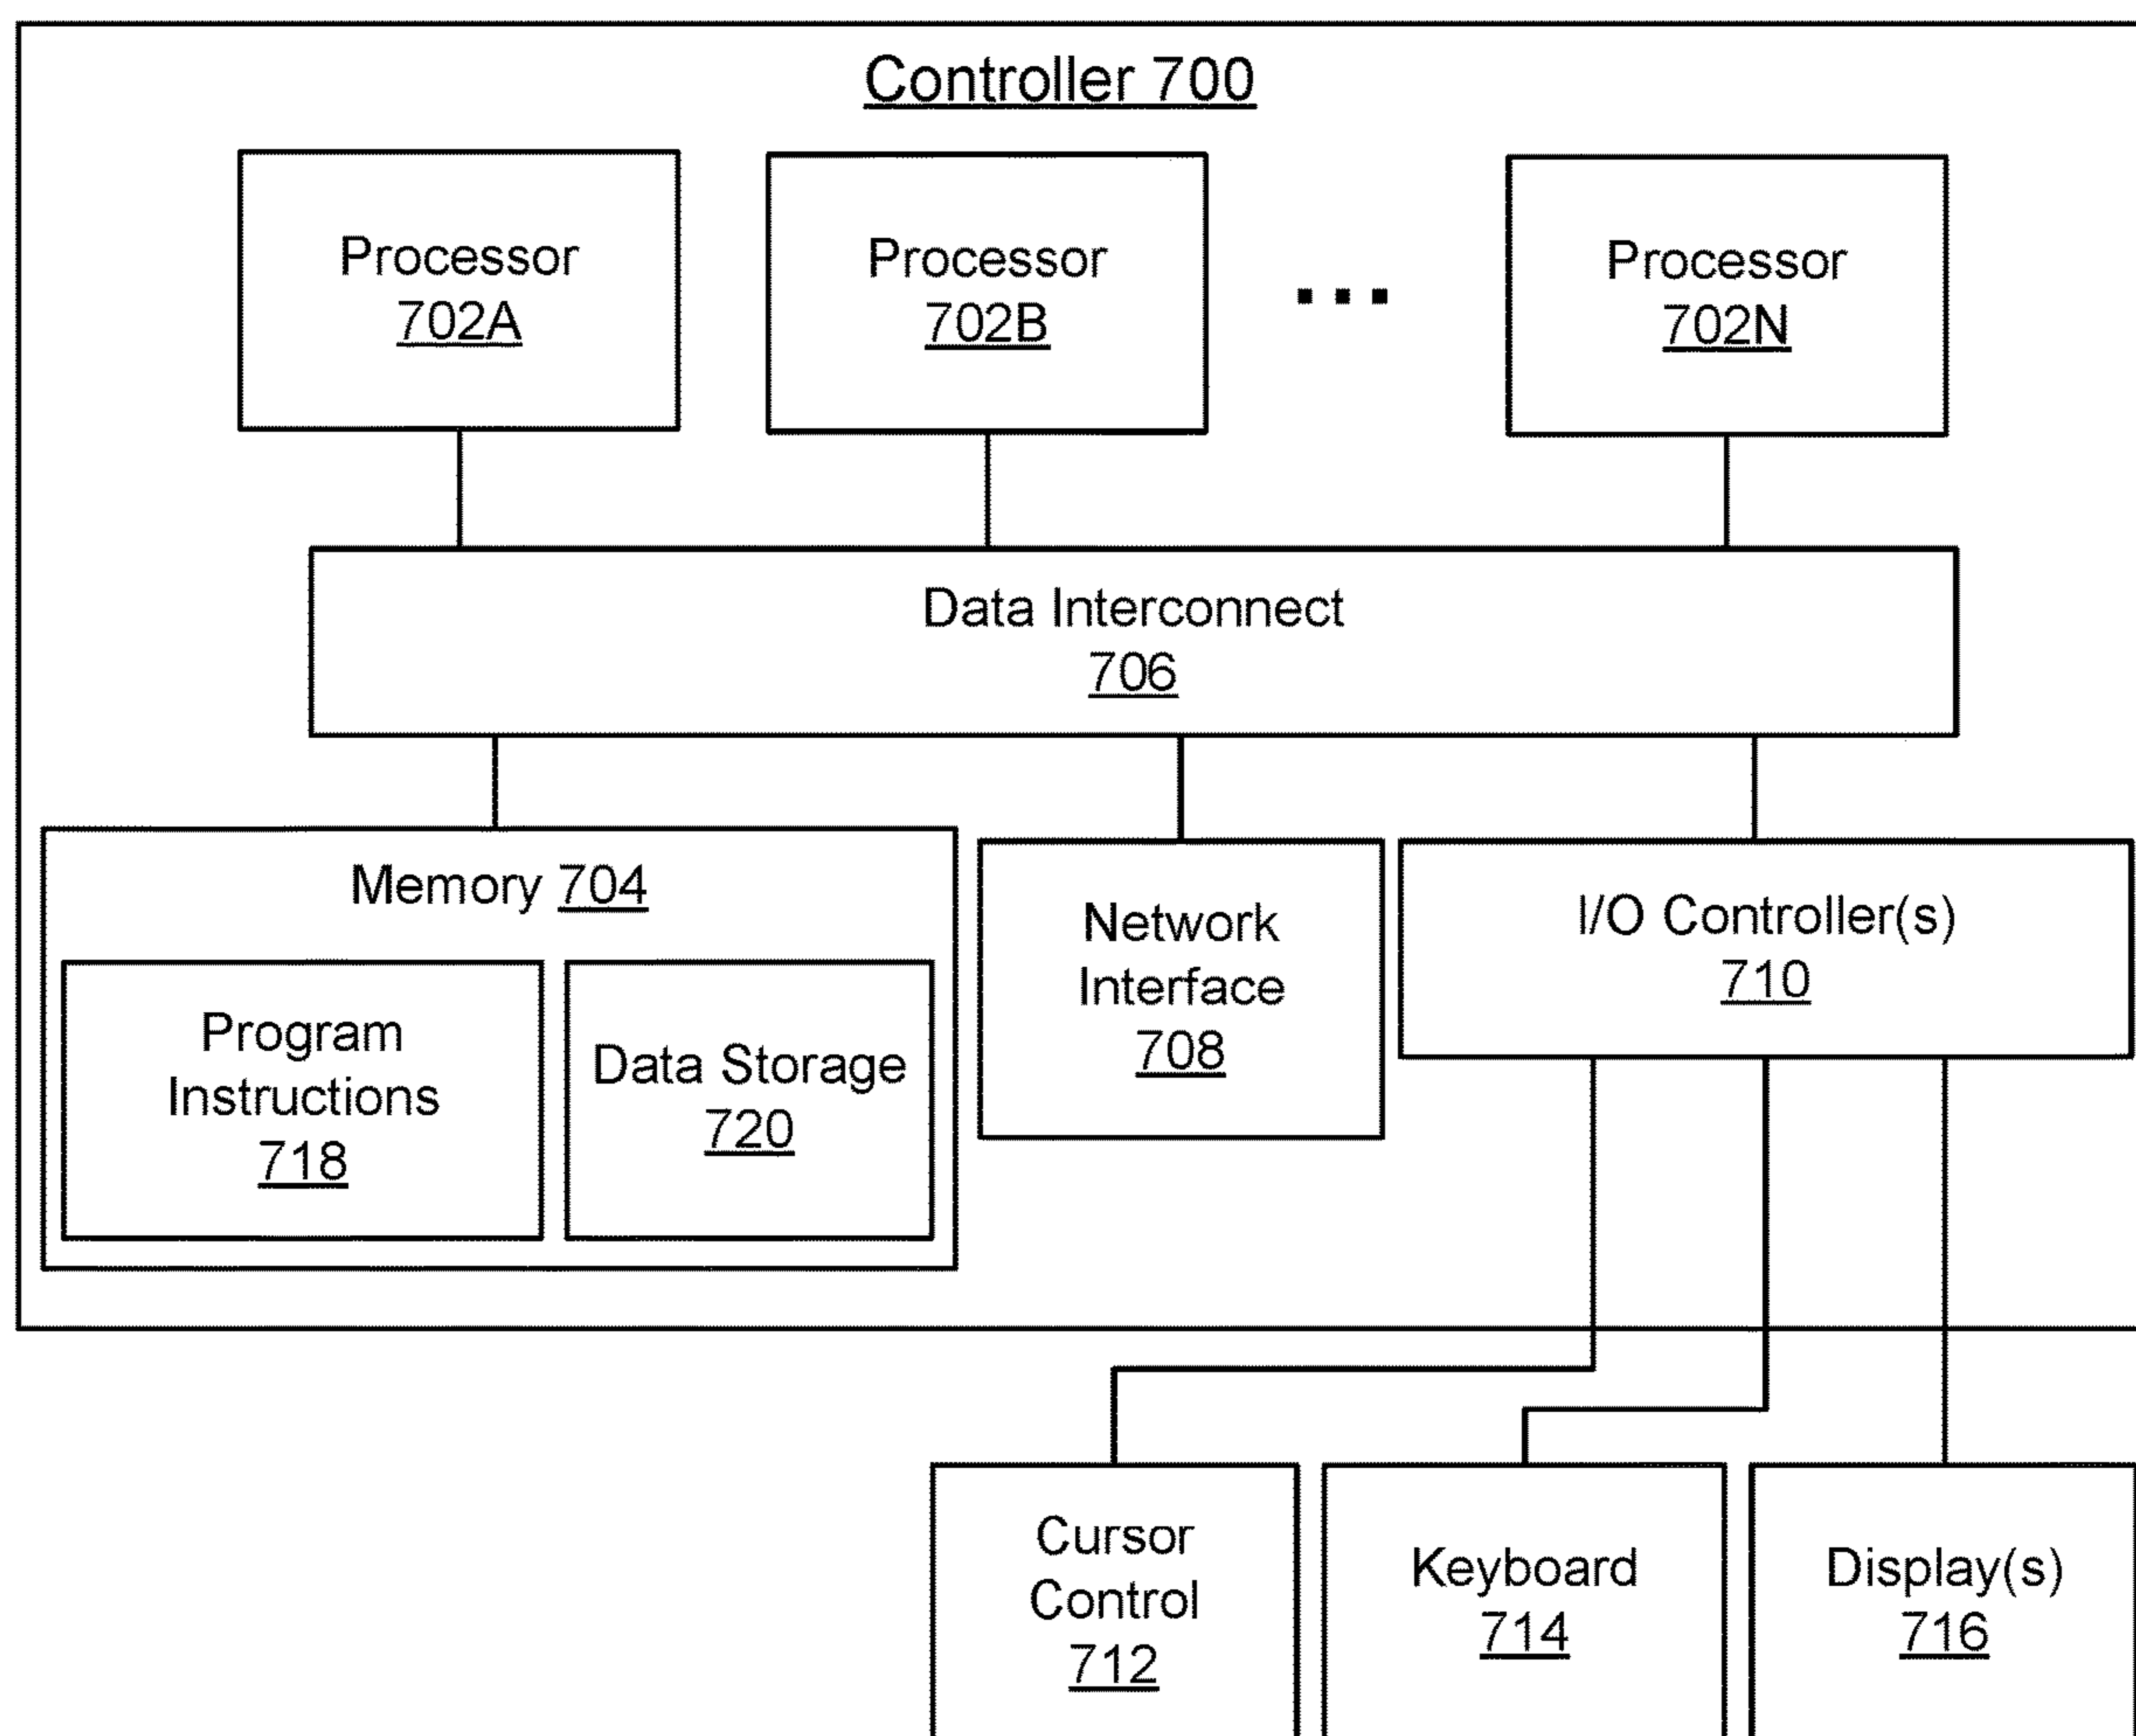 Controller 700
Processor
702A
Processor
702B
...
Processor
702N
Data Interconnect
706
Memory 704
Program
Instructions
718
Data Storage
720
Network
Interface
708
I/O Controller(s)
710
Cursor
Control
712
Keyboard
714
Display(s)
716